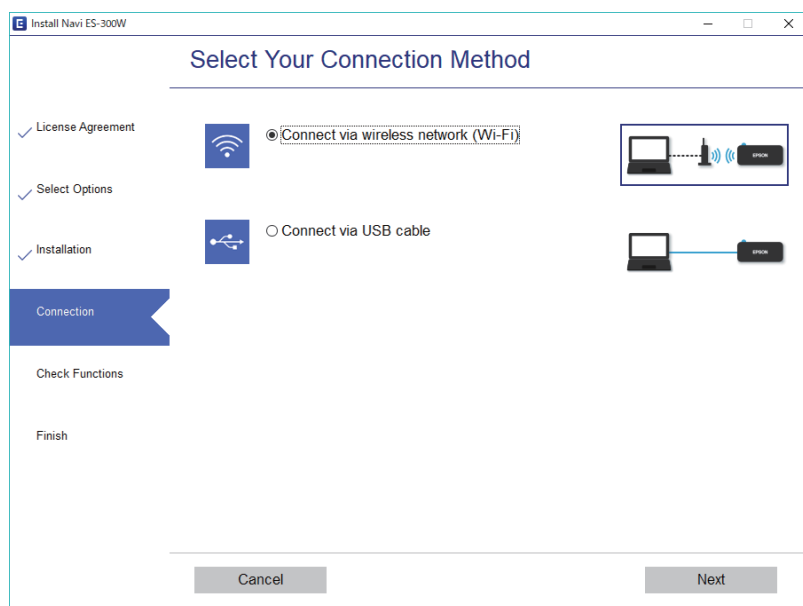 Install Navi ES-300W
Select Your Connection Method
License Agreement
Select Options
Installation
Connection
Check Functions
Finish
Connect via wireless network (Wi-Fi)
EPSON
Connect via USB cable
EPSON
Cancel
Next